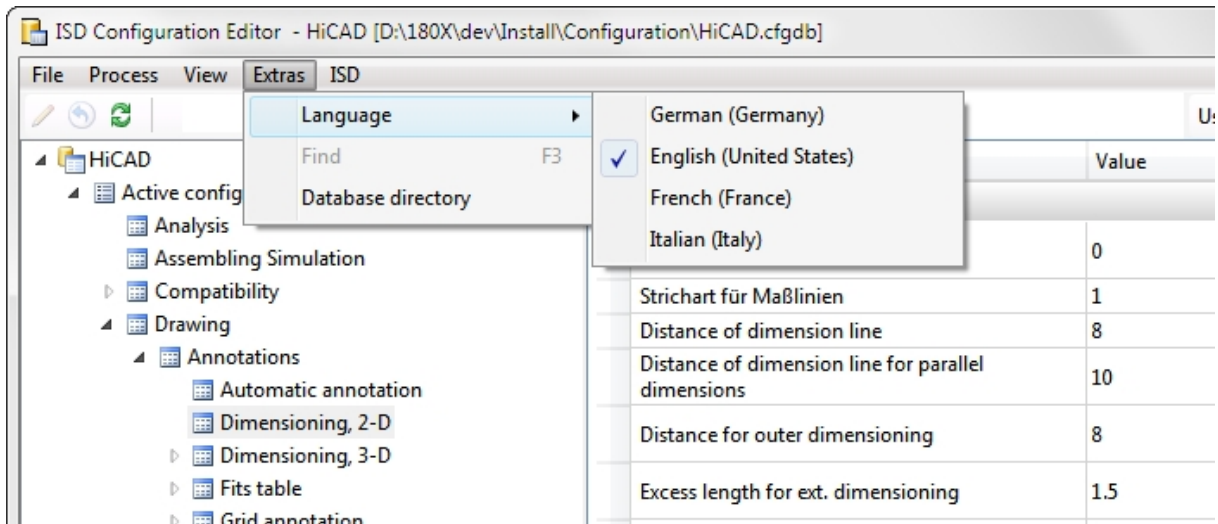 ISD Configuration Editor - HiCAD [D:\180X\dev\Install\Configuration\HiCAD.cfgdb]
File Process View Extras ISD
Language
Find F3
Database directory
German (Germany)
English (United States)
French (France)
Italian (Italy)
HiCAD
Active config
Analysis
Assembling Simulation
Compatibility
Drawing
Annotations
Automatic annotation
Dimensioning, 2-D
Dimensioning, 3-D
Fits table
Grid annotation
Value
0
Strichart für Maßlinien 1
Distance of dimension line 8
Distance of dimension line for parallel
dimensions 10
Distance for outer dimensioning 8
Excess length for ext. dimensioning 1.5